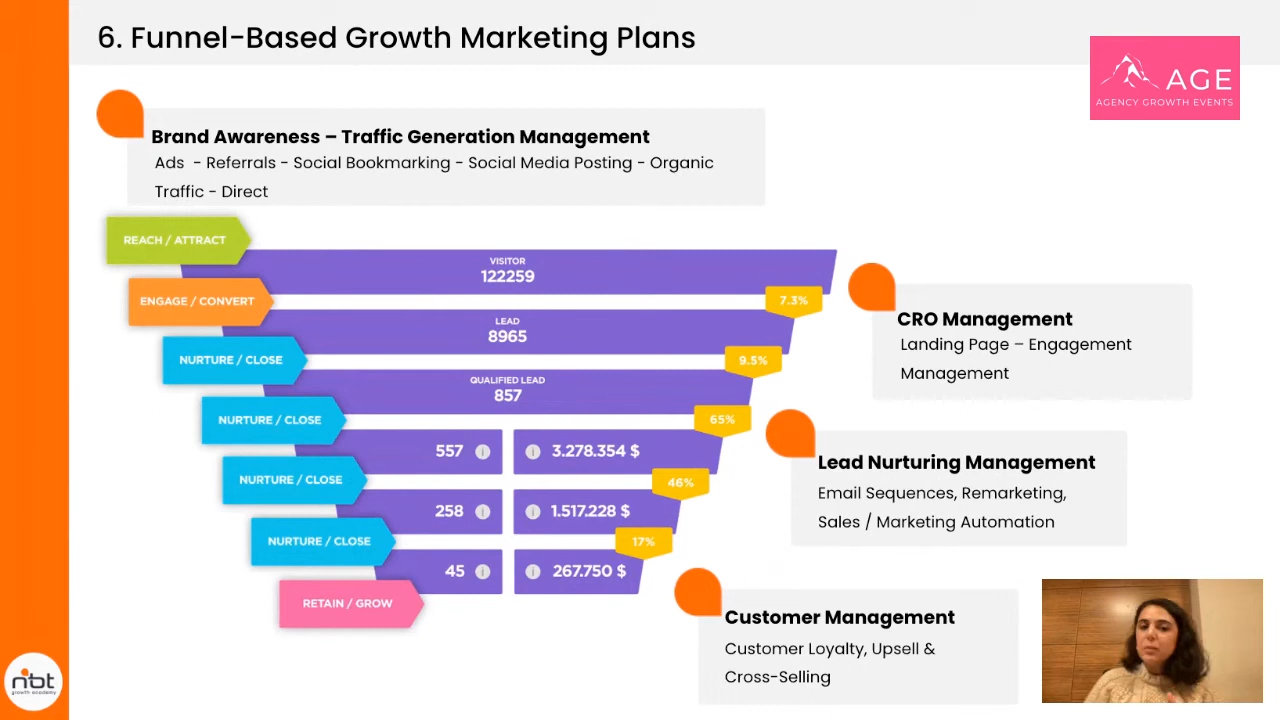 6. Funnel-Based Growth Marketing Plans
AGE
AGENCY GROWTH EVENTS
Brand Awareness – Traffic Generation Management
Ads - Referrals - Social Bookmarking - Social Media Posting - Organic
Traffic - Direct
REACH / ATTRACT
VISITOR
122259
7.3%
ENGAGE / CONVERT
LEAD
8965
9.5%
NURTURE / CLOSE
QUALIFIED LEAD
857
65%
NURTURE / CLOSE
557
3.278.354 $
46%
NURTURE / CLOSE
258
1.517.228 $
17%
NURTURE / CLOSE
45
267.750 $
RETAIN / GROW
CRO Management
Landing Page – Engagement
Management
Lead Nurturing Management
Email Sequences, Remarketing,
Sales / Marketing Automation
Customer Management
Customer Loyalty, Upsell &
Cross-Selling
nbt
growth academy